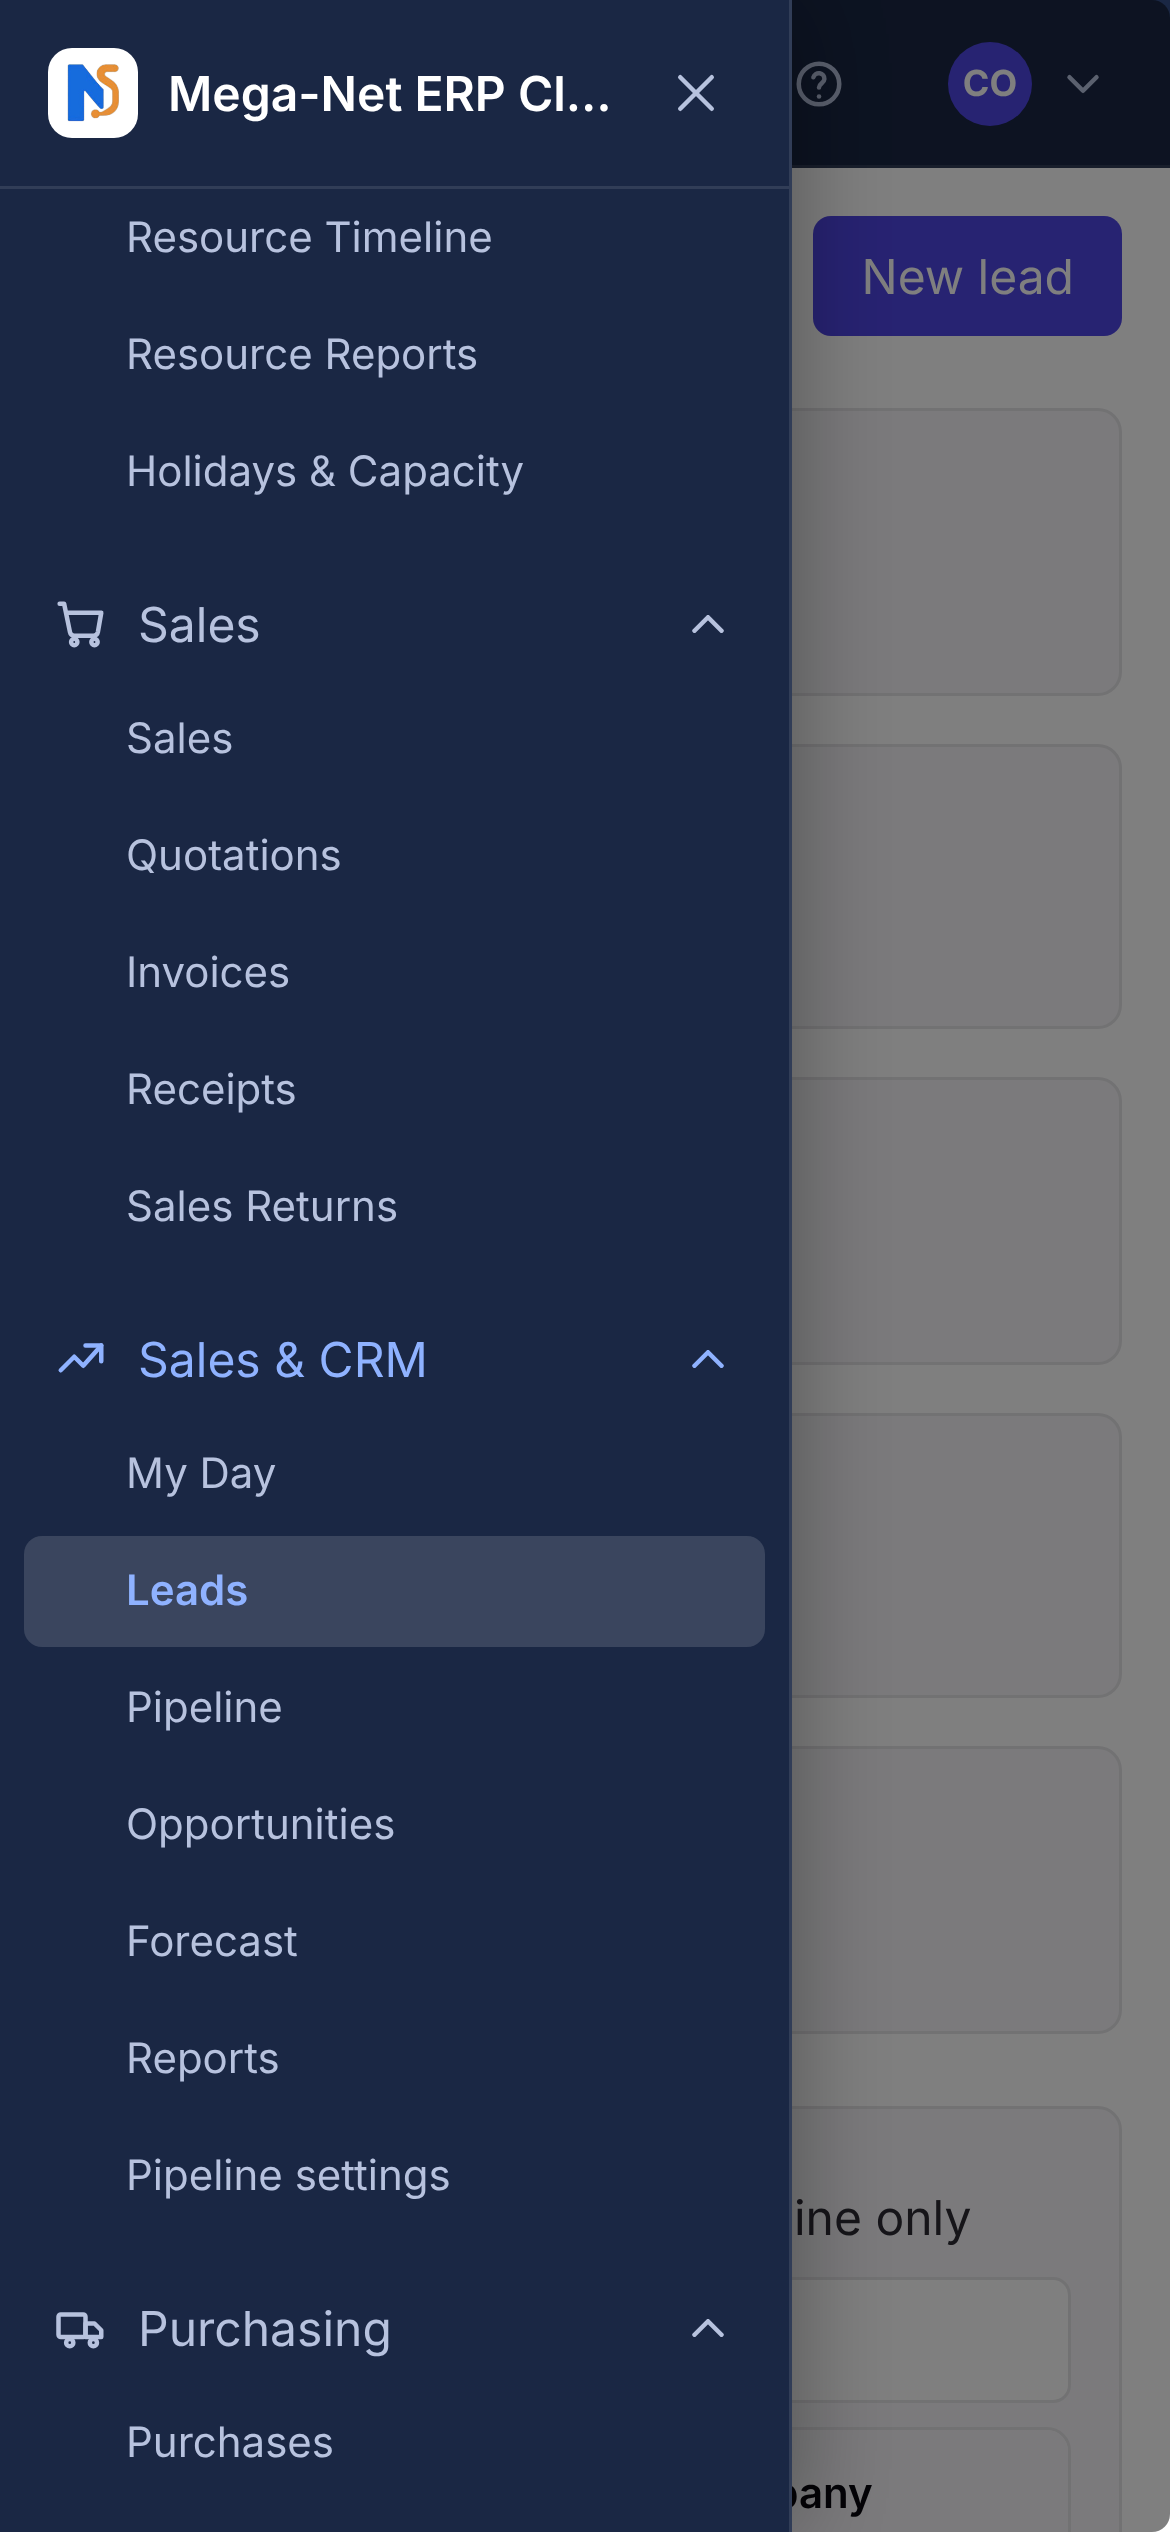 Mega-Net ERP Cl...
CO
New lead
Resource Timeline
Resource Reports
Holidays & Capacity
Sales
Sales
Quotations
Invoices
Receipts
Sales Returns
Sales & CRM
My Day
Leads
Pipeline
Opportunities
Forecast
Reports
Pipeline settings
ine only
Purchasing
Purchases
pany